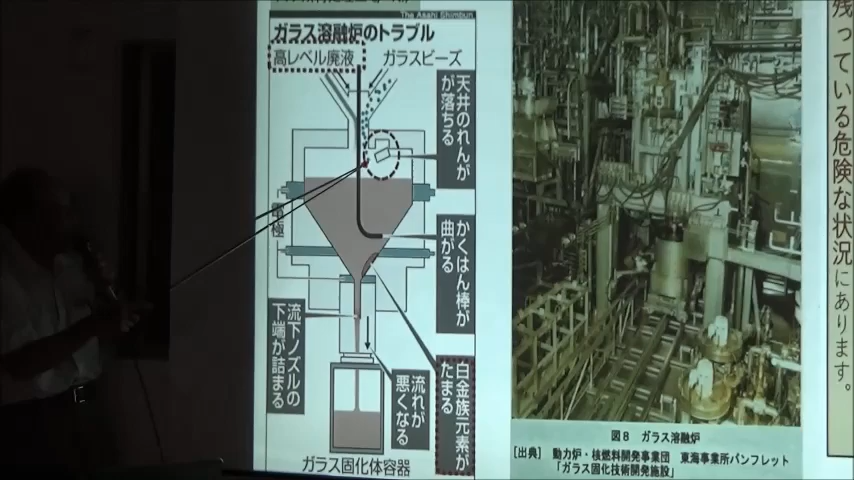 The Asahi Shimbun
ガラス溶融炉のトラブル
高レベル廃液
ガラスビーズ
天井のれんが
が落ちる
電極
かくはん棒が
曲がる
流下ノズルの
下端が詰まる
流れが
悪くなる
白金族元素が
たまる
ガラス固化体容器
図8 ガラス溶融炉
[出典] 動力炉・核燃料開発事業団 東海事業所パンフレット
「ガラス固化技術開発施設」
残っている危険な状況にあります。